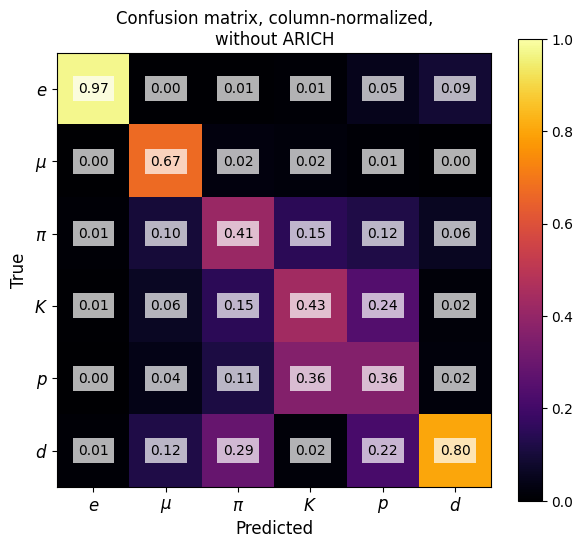 Confusion matrix, column-normalized,
without ARICH
True
e 0.97 0.00 0.01 0.01 0.05 0.09
μ 0.00 0.67 0.02 0.02 0.01 0.00
π 0.01 0.10 0.41 0.15 0.12 0.06
K 0.01 0.06 0.15 0.43 0.24 0.02
p 0.00 0.04 0.11 0.36 0.36 0.02
d 0.01 0.12 0.29 0.02 0.22 0.80
e μ π K p d
Predicted
1.0
0.8
0.6
0.4
0.2
0.0